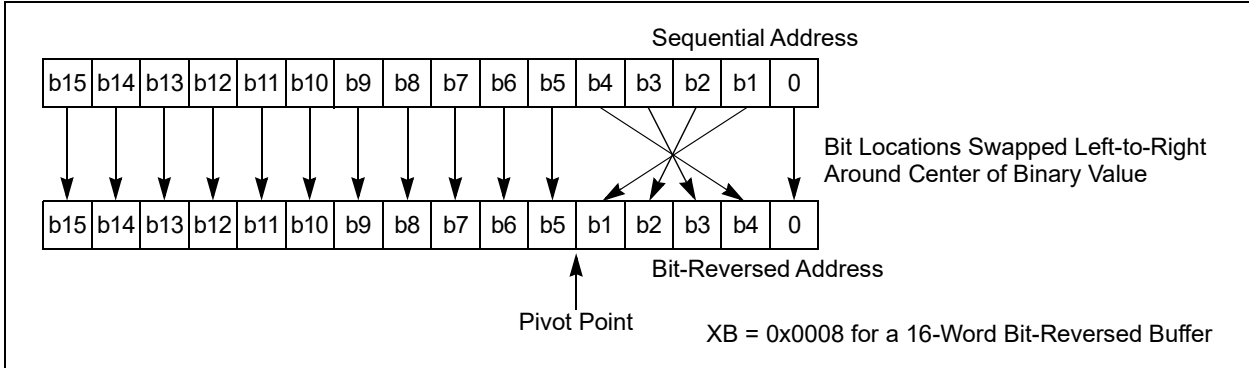 Sequential Address
b15 b14 b13 b12 b11 b10 b9 b8 b7 b6 b5 b4 b3 b2 b1 0
Bit Locations Swapped Left-to-Right
Around Center of Binary Value
b15 b14 b13 b12 b11 b10 b9 b8 b7 b6 b5 b1 b2 b3 b4 0
Bit-Reversed Address
Pivot Point
XB = 0x0008 for a 16-Word Bit-Reversed Buffer